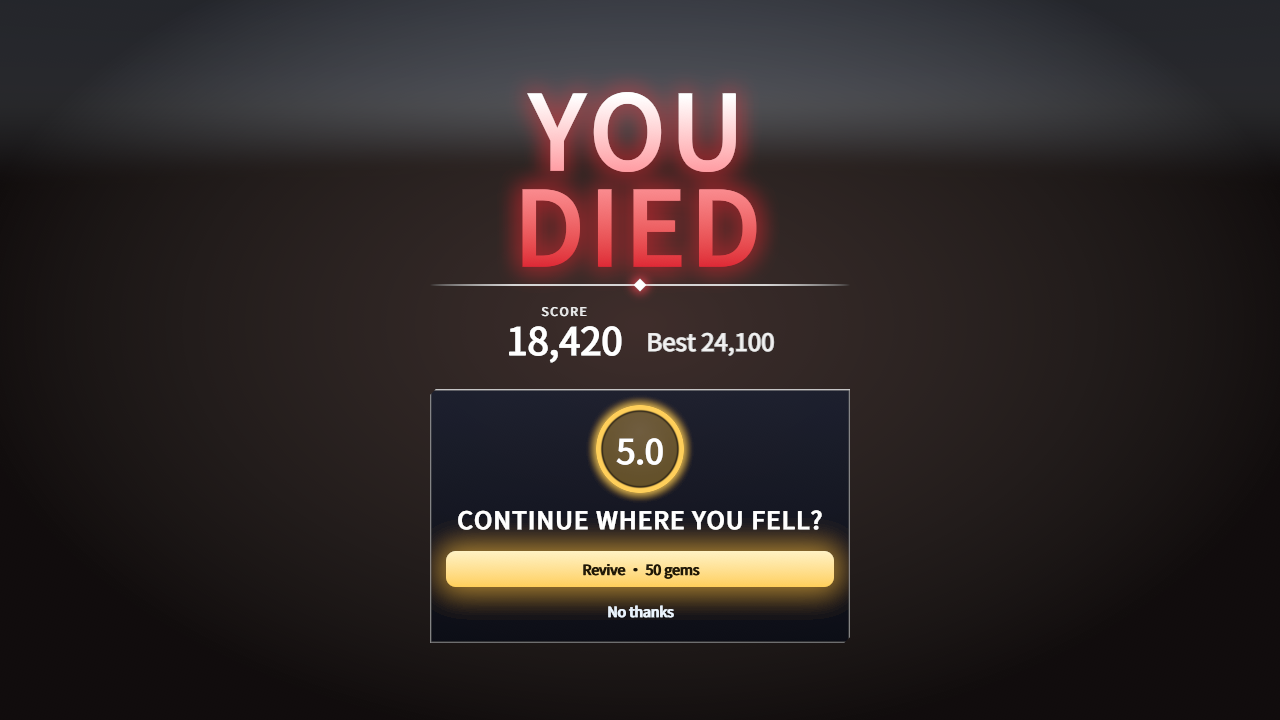 YOU
DIED
SCORE
18,420 Best 24,100
5.0
CONTINUE WHERE YOU FELL?
Revive • 50 gems
No thanks